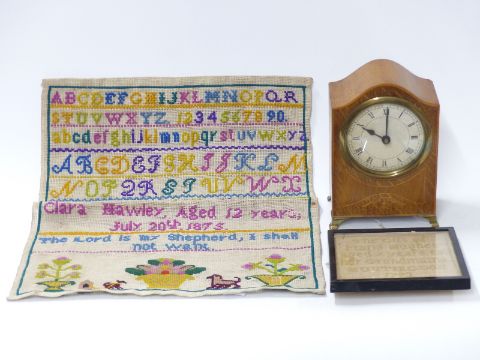 ABCDEFGHIJKLMNOPQR
STUVWXYZ. 1234567890.
abcdefghijklmnopqrstuvwxyz
ABCDEFGHIJKLM
NOPQRSTUVWX
Clara Hawley, Aged 12 years,
July 20th 1875.
The Lord is my Shepherd, I shall
not want.